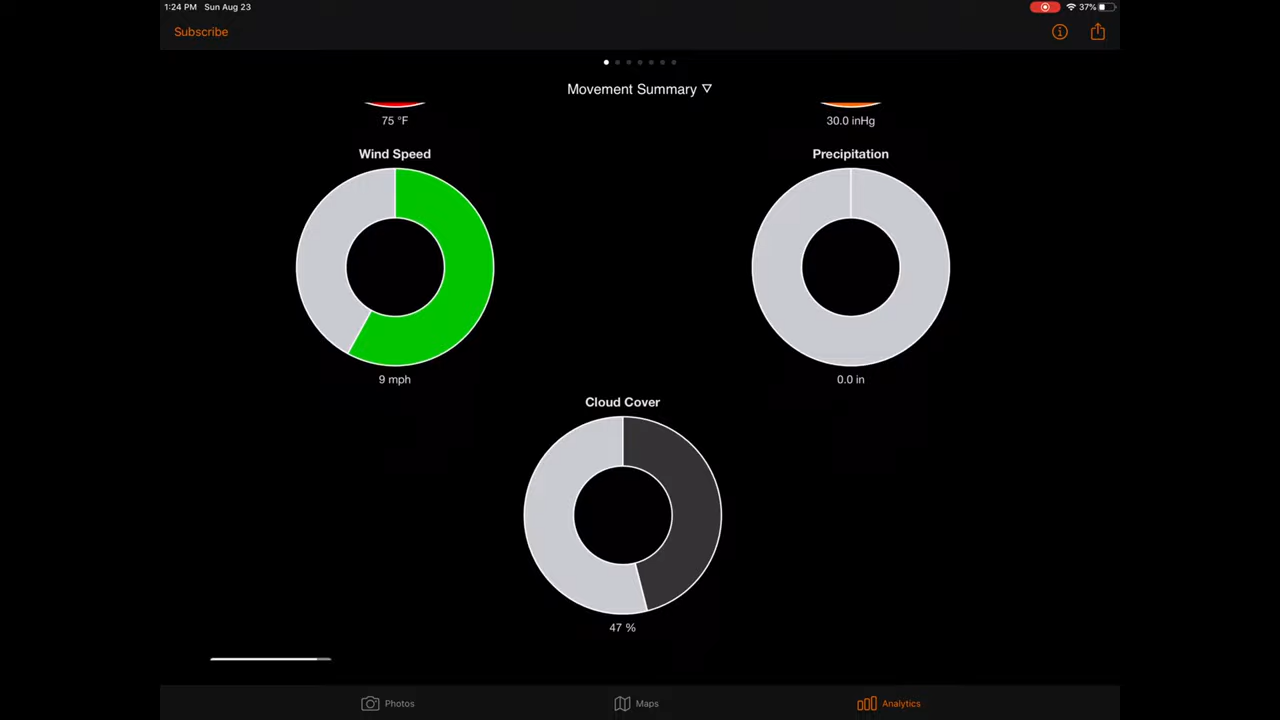 1:24 PM Sun Aug 23
37%
Subscribe
Movement Summary
75 °F
30.0 inHg
Wind Speed
Precipitation
9 mph
0.0 in
Cloud Cover
47 %
Photos
Maps
Analytics